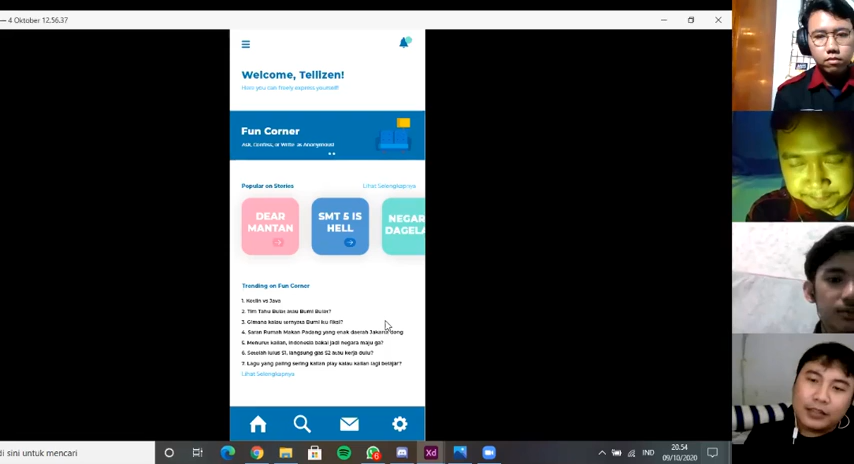 — 4 Oktober 12.56.37
Welcome, Tellizen!
Here you can freely express yourself!
Fun Corner
Ask, Confess, or Write as Anonymous!
Popular on Stories
Lihat Selengkapnya
DEAR
MANTAN
SMT 5 IS
HELL
NEGAR
DAGELA
Trending on Fun Corner
1. Kotlin vs Java
2. Tim Tahu Bulat atau Bumi Bulat?
3. Gimana kalau ternyata Bumi itu fiksi?
4. Saran Rumah Makan Padang yang enak daerah Jakarta dong
5. Menurut kalian, Indonesia bakal jadi negara maju ga?
6. Setelah lulus S1, langsung gas S2 atau kerja dulu?
7. Lagu yang paling sering kalian play kalau kalian lagi belajar?
Lihat Selengkapnya
di sini untuk mencari
Xd
IND
20.54
09/10/2020